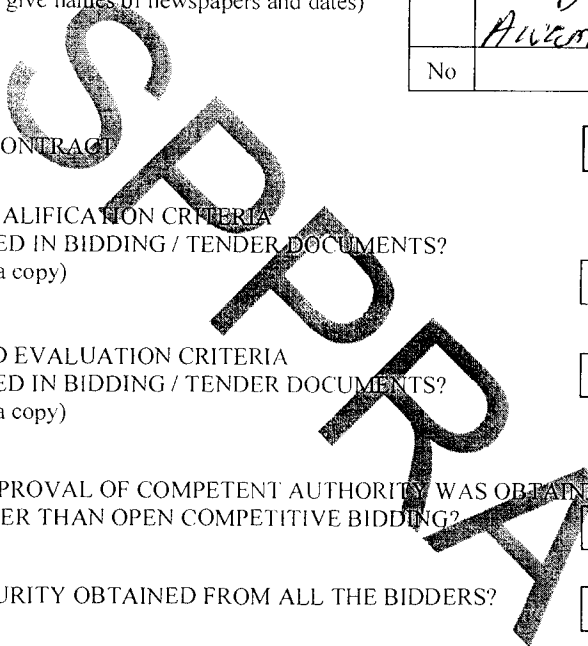 give names of newspapers and dates)
No
ONTRACT
ALIFICATION CRITERIA
ED IN BIDDING / TENDER DOCUMENTS?
a copy)
D EVALUATION CRITERIA
ED IN BIDDING / TENDER DOCUMENTS?
a copy)
PROVAL OF COMPETENT AUTHORITY WAS OBTAIN
ER THAN OPEN COMPETITIVE BIDDING?
URITY OBTAINED FROM ALL THE BIDDERS?
SPPRA